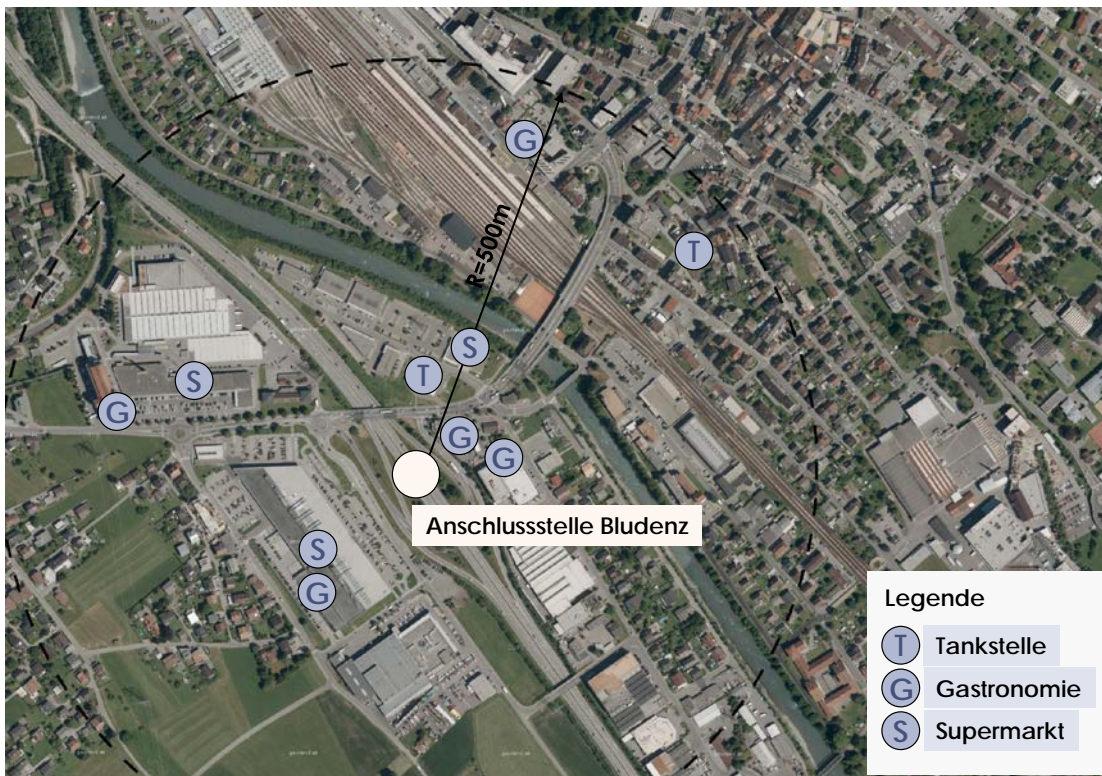 G
R=500m
T
S
T
S
G
G
G
Anschlussstelle Bludenz
S
G
Legende
T Tankstelle
G Gastronomie
S Supermarkt